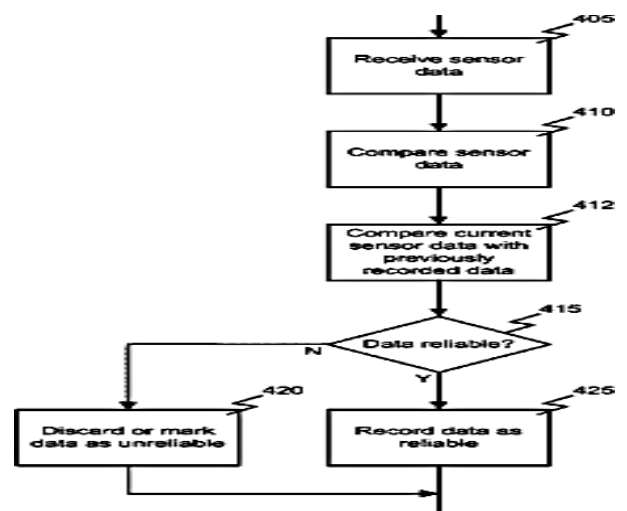 405
Receive sensor
data
410
Compare sensor
data
412
Compare current
sensor data with
previously
recorded data
415
Data reliable?
N
Y
420
Discard or mark
data as unreliable
425
Record data as
reliable